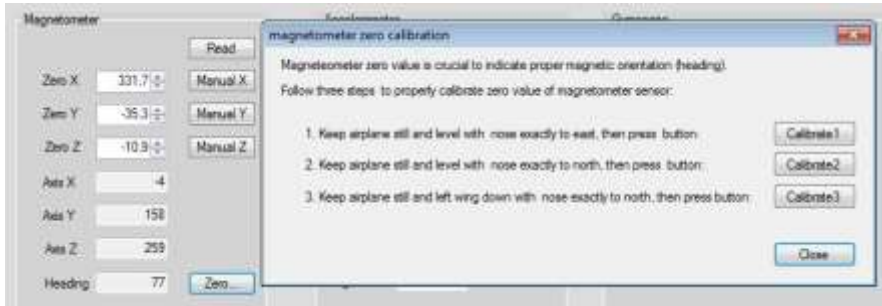 Magnetometer
Read
Zero X 331.7 Manual X
Zero Y -35.3 Manual Y
Zero Z -10.9 Manual Z
Axis X -4
Axis Y 158
Axis Z 259
Heading 77 Zero...
magnetometer zero calibration
Magneteometer zero value is crucial to indicate proper magnetic orientation (heading).
Follow three steps to properly calibrate zero value of magnetometer sensor:
1. Keep airplane still and level with nose exactly to east, then press button: Calibrate1
2. Keep airplane still and level with nose exactly to north, then press button: Calibrate2
3. Keep airplane still and left wing down with nose exactly to north, then press button: Calibrate3
Close